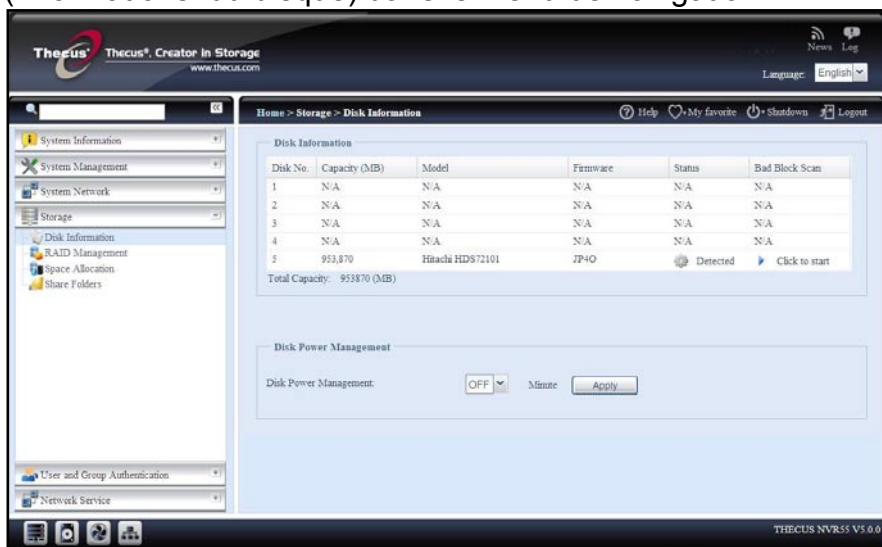 Thecus Thecus®, Creator in Storage
www.thecus.com
News Log
Language: English
Home > Storage > Disk Information Help My favorite Shutdown Logout
System Information
System Management
System Network
Storage
Disk Information
RAID Management
Space Allocation
Share Folders
User and Group Authentication
Network Service
Disk Information
Disk No. Capacity (MB) Model Firmware Status Bad Block Scan
1 N/A N/A N/A N/A N/A
2 N/A N/A N/A N/A N/A
3 N/A N/A N/A N/A N/A
4 N/A N/A N/A N/A N/A
5 953,870 Hitachi HDS72101 JP4O Detected Click to start
Total Capacity: 953870 (MB)
Disk Power Management
Disk Power Management: OFF Minute Apply
THECUS NVR55 V5.0.0